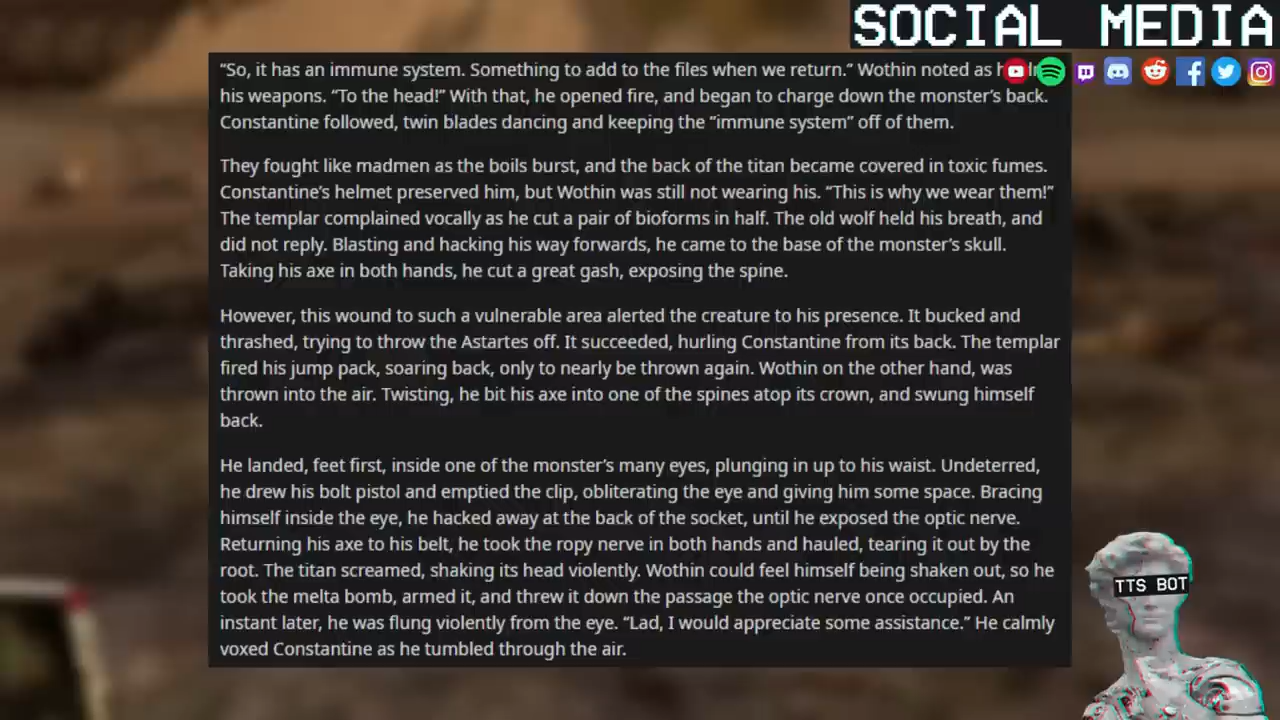 SOCIAL MEDIA
“So, it has an immune system. Something to add to the files when we return.” Wothin noted as
his weapons. “To the head!” With that, he opened fire, and began to charge down the monster’s back.
Constantine followed, twin blades dancing and keeping the “immune system” off of them.
They fought like madmen as the boils burst, and the back of the titan became covered in toxic fumes.
Constantine’s helmet preserved him, but Wothin was still not wearing his. “This is why we wear them!”
The templar complained vocally as he cut a pair of bioforms in half. The old wolf held his breath, and
did not reply. Blasting and hacking his way forwards, he came to the base of the monster’s skull.
Taking his axe in both hands, he cut a great gash, exposing the spine.
However, this wound to such a vulnerable area alerted the creature to his presence. It bucked and
thrashed, trying to throw the Astartes off. It succeeded, hurling Constantine from its back. The templar
fired his jump pack, soaring back, only to nearly be thrown again. Wothin on the other hand, was
thrown into the air. Twisting, he bit his axe into one of the spines atop its crown, and swung himself
back.
He landed, feet first, inside one of the monster’s many eyes, plunging in up to his waist. Undeterred,
he drew his bolt pistol and emptied the clip, obliterating the eye and giving him some space. Bracing
himself inside the eye, he hacked away at the back of the socket, until he exposed the optic nerve.
Returning his axe to his belt, he took the ropy nerve in both hands and hauled, tearing it out by the
root. The titan screamed, shaking its head violently. Wothin could feel himself being shaken out, so he
took the melta bomb, armed it, and threw it down the passage the optic nerve once occupied. An
instant later, he was flung violently from the eye. “Lad, I would appreciate some assistance.” He calmly
voxed Constantine as he tumbled through the air.
TTS BOT